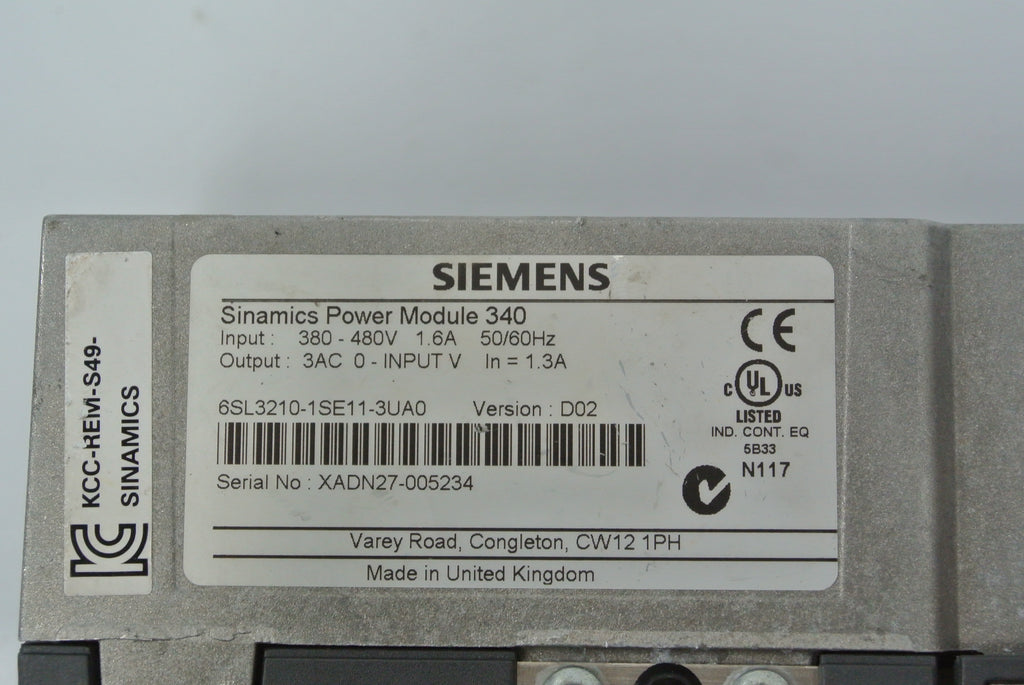 KCC-REM-S49-
SINAMICS
SIEMENS
Sinamics Power Module 340
Input : 380 - 480V 1.6A 50/60Hz
Output : 3AC 0 - INPUT V In = 1.3A
6SL3210-1SE11-3UA0 Version : D02
Serial No : XADN27-005234
CE
C UL US
LISTED
IND. CONT. EQ
5B33
N117
Varey Road, Congleton, CW12 1PH
Made in United Kingdom